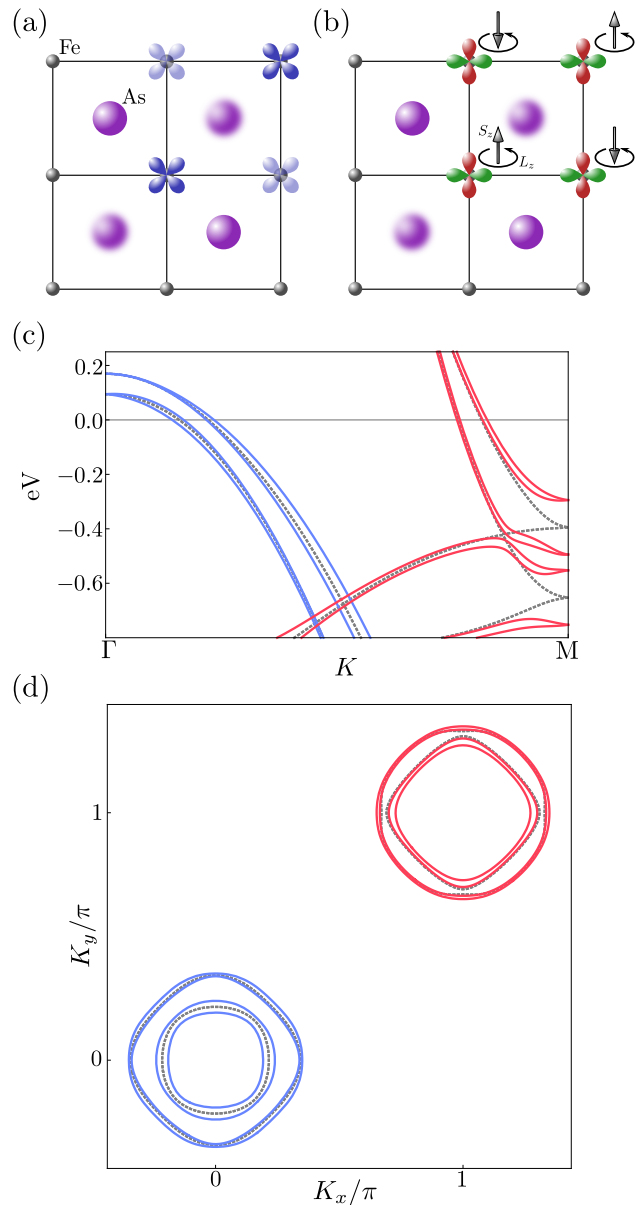 (a) (b)
Fe
As
S_z
L_z
(c)
0.2
0.0
−0.2
−0.4
−0.6
eV
Γ K M
(d)
1
0
K_y/π
0 1
K_x/π